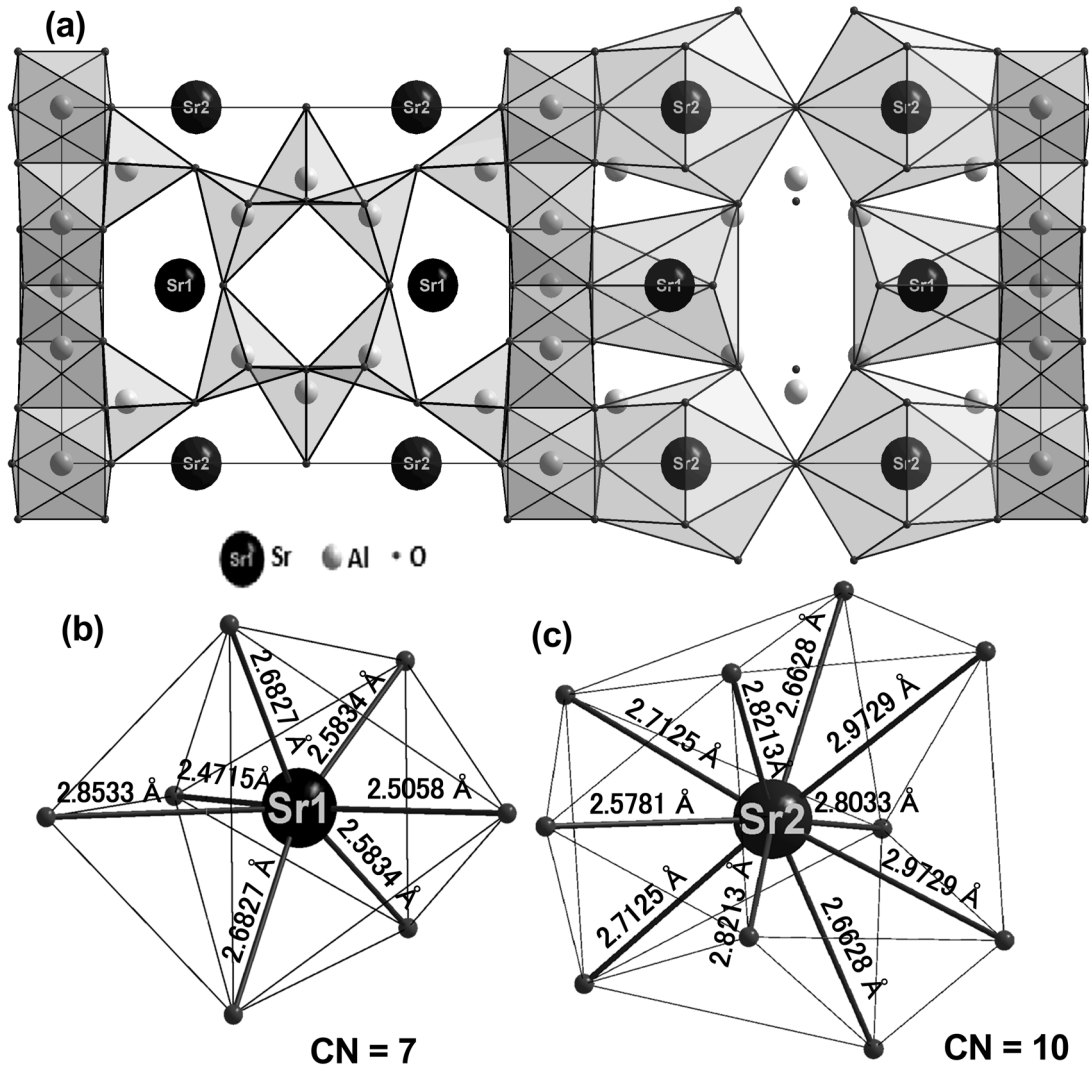 (a)
Sr2 Sr2 Sr2 Sr2
Sr1 Sr1 Sr1 Sr1
Sr2 Sr2 Sr2 Sr2
Sr1 Sr Al O
(b)
2.6827 Å
2.5834 Å
2.8533 Å
2.4715Å
Sr1
2.5058 Å
2.5834 Å
2.6827 Å
CN = 7
(c)
2.6628 Å
2.8213Å
2.9729 Å
2.7125 Å
2.5781 Å
Sr2
2.8033Å
2.9729 Å
2.7125 Å
2.8213 Å
2.6628 Å
CN = 10